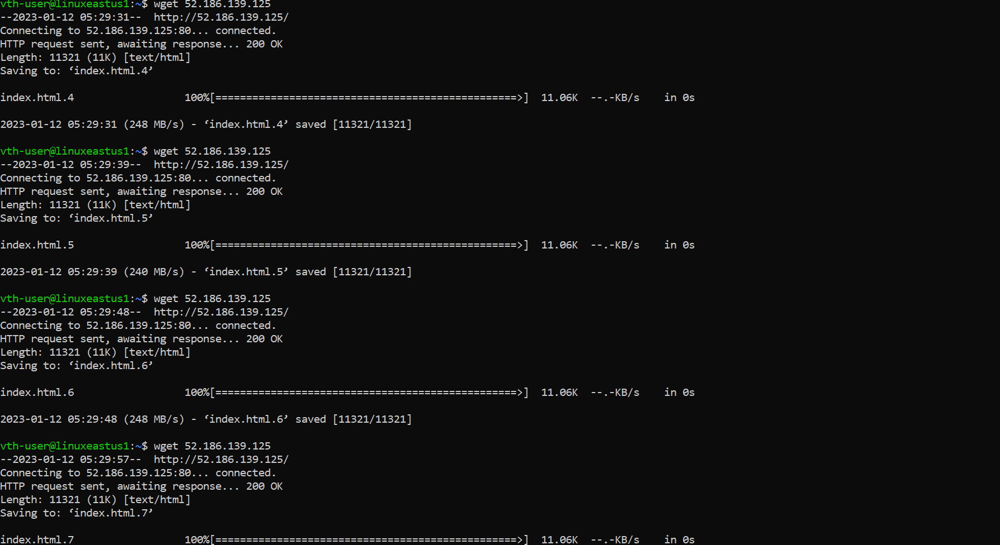 vth-user@linuxeastus1:~$ wget 52.186.139.125
--2023-01-12 05:29:31--  http://52.186.139.125/
Connecting to 52.186.139.125:80... connected.
HTTP request sent, awaiting response... 200 OK
Length: 11321 (11K) [text/html]
Saving to: ‘index.html.4’
index.html.4                  100%[=================================================>]  11.06K  --.-KB/s    in 0s
2023-01-12 05:29:31 (248 MB/s) - ‘index.html.4’ saved [11321/11321]
vth-user@linuxeastus1:~$ wget 52.186.139.125
--2023-01-12 05:29:39--  http://52.186.139.125/
Connecting to 52.186.139.125:80... connected.
HTTP request sent, awaiting response... 200 OK
Length: 11321 (11K) [text/html]
Saving to: ‘index.html.5’
index.html.5                  100%[=================================================>]  11.06K  --.-KB/s    in 0s
2023-01-12 05:29:39 (240 MB/s) - ‘index.html.5’ saved [11321/11321]
vth-user@linuxeastus1:~$ wget 52.186.139.125
--2023-01-12 05:29:48--  http://52.186.139.125/
Connecting to 52.186.139.125:80... connected.
HTTP request sent, awaiting response... 200 OK
Length: 11321 (11K) [text/html]
Saving to: ‘index.html.6’
index.html.6                  100%[=================================================>]  11.06K  --.-KB/s    in 0s
2023-01-12 05:29:48 (248 MB/s) - ‘index.html.6’ saved [11321/11321]
vth-user@linuxeastus1:~$ wget 52.186.139.125
--2023-01-12 05:29:57--  http://52.186.139.125/
Connecting to 52.186.139.125:80... connected.
HTTP request sent, awaiting response... 200 OK
Length: 11321 (11K) [text/html]
Saving to: ‘index.html.7’
index.html.7                  100%[=================================================>]  11.06K  --.-KB/s    in 0s